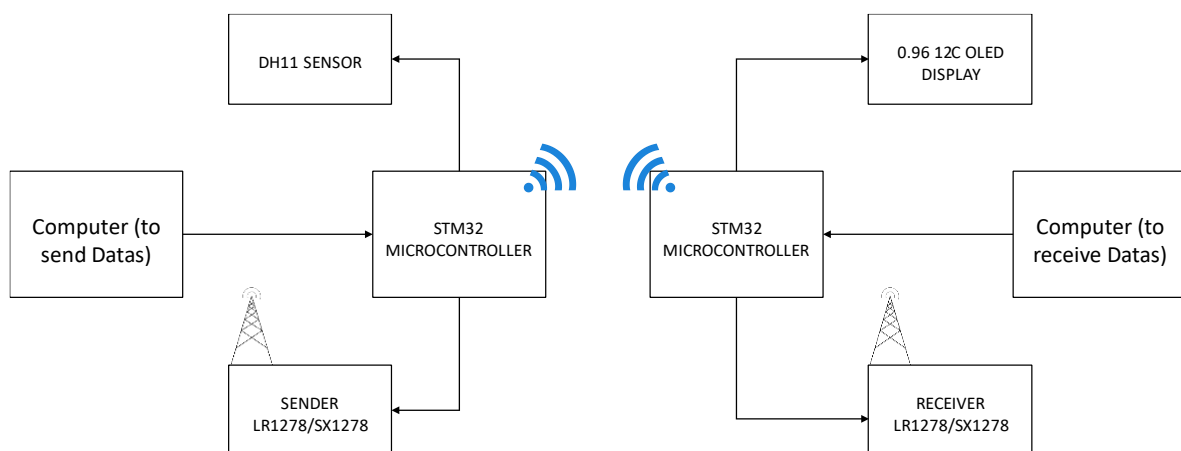 DH11 SENSOR
0.96 12C OLED
DISPLAY
Computer (to
send Datas)
STM32
MICROCONTROLLER
STM32
MICROCONTROLLER
Computer (to
receive Datas)
SENDER
LR1278/SX1278
RECEIVER
LR1278/SX1278